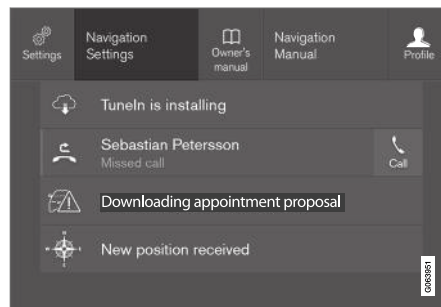 Settings
Navigation
Settings
Owner's
manual
Navigation
Manual
Profile
TuneIn is installing
Sebastian Petersson
Missed call
Call
Downloading appointment proposal
New position received
G063951